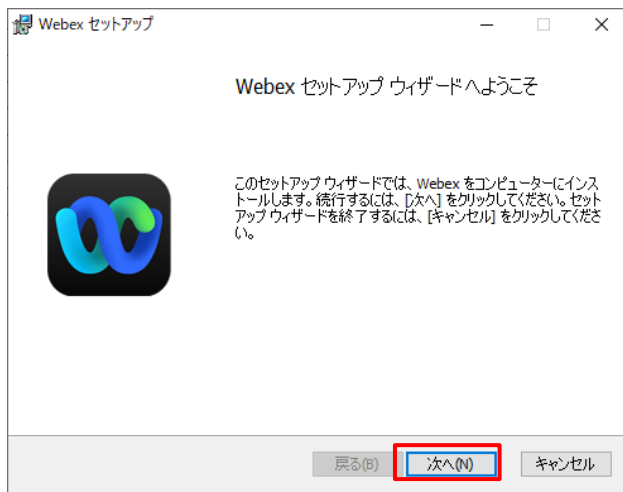 Webex セットアップ
Webex セットアップ ウィザードへようこそ
このセットアップ ウィザードでは、Webex をコンピューターにインス
トールします。続行するには、[次へ] をクリックしてください。セット
アップ ウィザードを終了するには、[キャンセル] をクリックしてくださ
い。
戻る(B)
次へ(N)
キャンセル